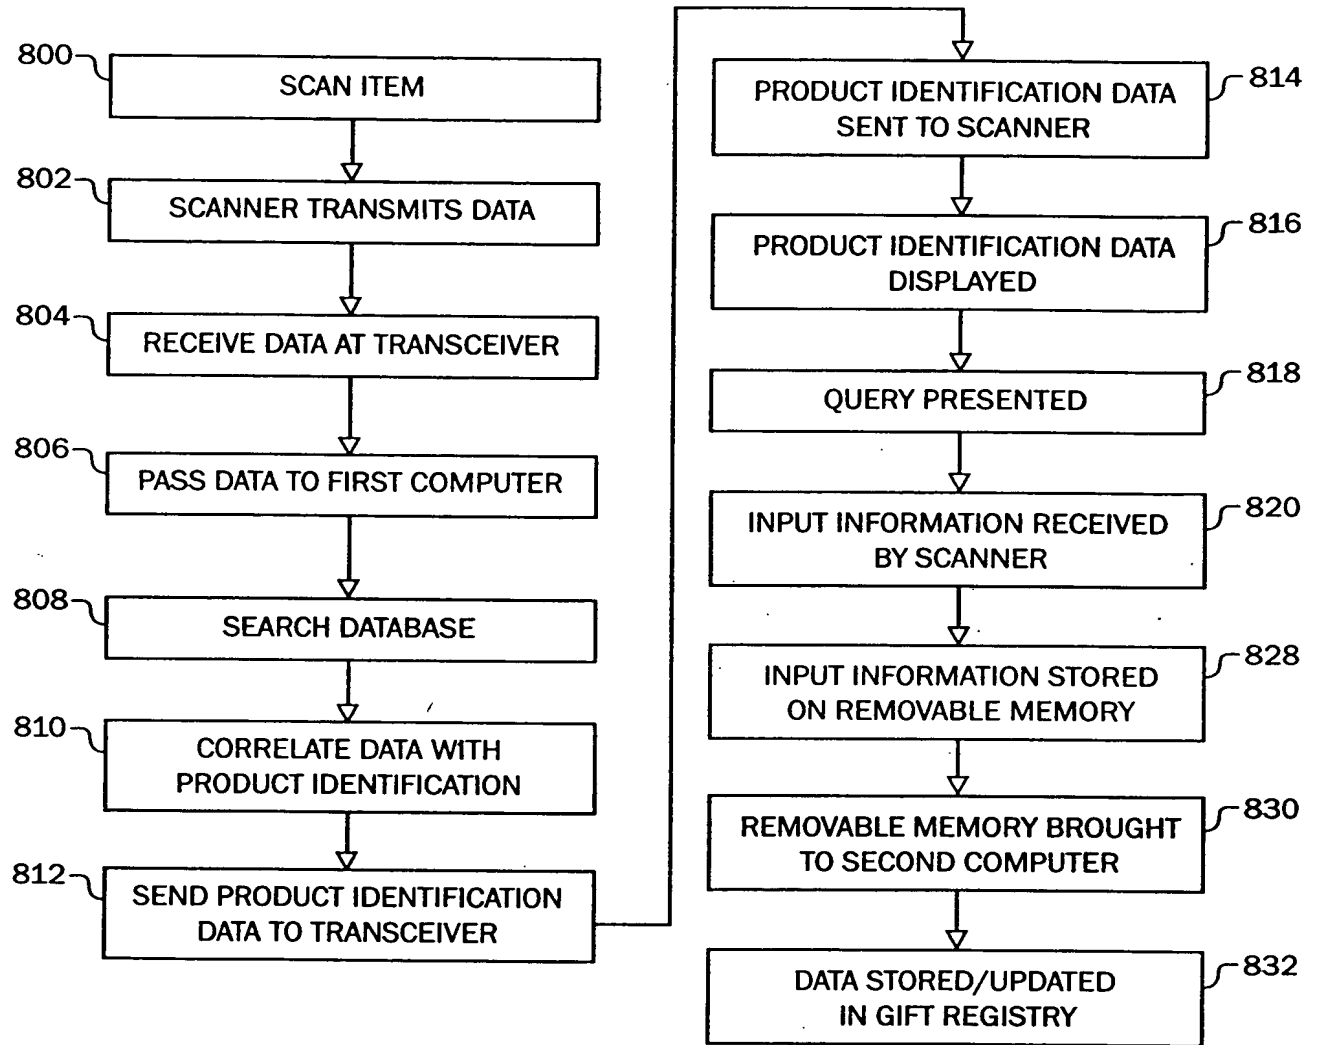 800
SCAN ITEM
802
SCANNER TRANSMITS DATA
804
RECEIVE DATA AT TRANSCEIVER
806
PASS DATA TO FIRST COMPUTER
808
SEARCH DATABASE
810
CORRELATE DATA WITH
PRODUCT IDENTIFICATION
812
SEND PRODUCT IDENTIFICATION
DATA TO TRANSCEIVER
814
PRODUCT IDENTIFICATION DATA
SENT TO SCANNER
816
PRODUCT IDENTIFICATION DATA
DISPLAYED
818
QUERY PRESENTED
820
INPUT INFORMATION RECEIVED
BY SCANNER
828
INPUT INFORMATION STORED
ON REMOVABLE MEMORY
830
REMOVABLE MEMORY BROUGHT
TO SECOND COMPUTER
832
DATA STORED/UPDATED
IN GIFT REGISTRY